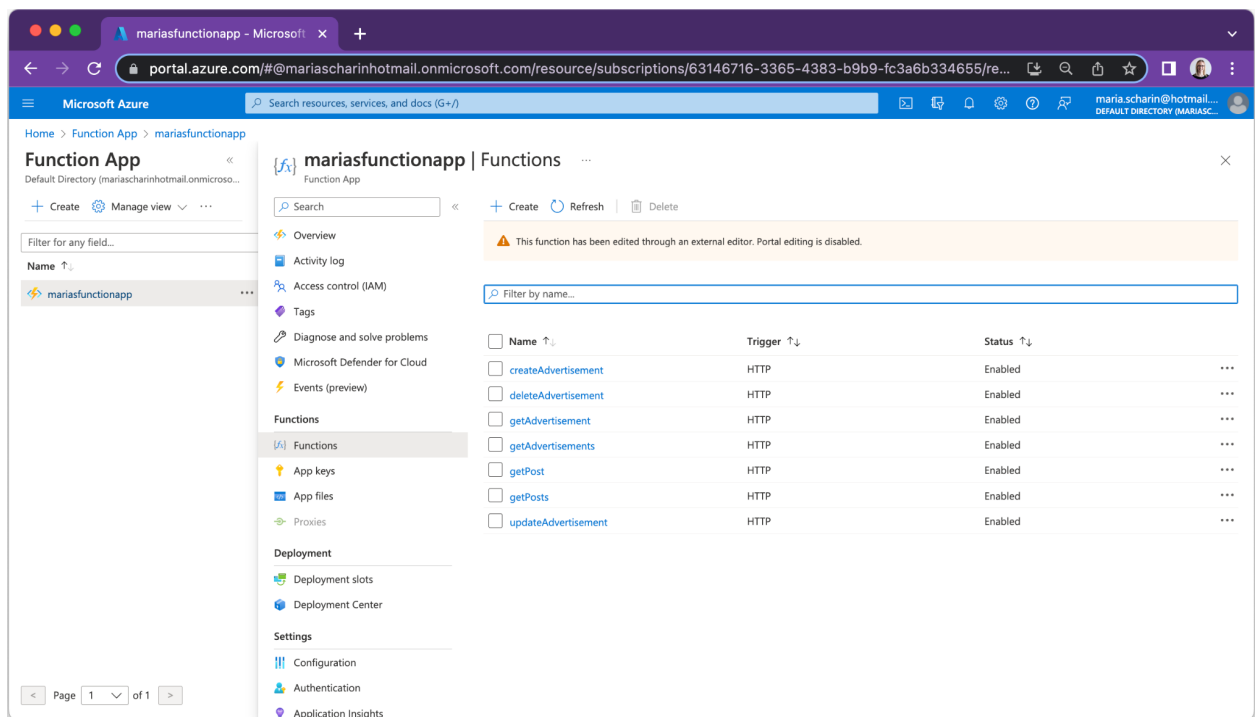 mariasfunctionapp - Microsoft
portal.azure.com/#@mariascharinhotmail.onmicrosoft.com/resource/subscriptions/63146716-3365-4383-b9b9-fc3a6b334655/re...
Microsoft Azure
Search resources, services, and docs (G+/)
maria.scharin@hotmail....
DEFAULT DIRECTORY (MARIASC...
Home > Function App > mariasfunctionapp
Function App
Default Directory (mariascharinhotmail.onmicroso...
Create Manage view ...
Filter for any field...
Name
mariasfunctionapp ...
Page 1 of 1
{fx} mariasfunctionapp | Functions ...
Function App
Search
Overview
Activity log
Access control (IAM)
Tags
Diagnose and solve problems
Microsoft Defender for Cloud
Events (preview)
Functions
Functions
App keys
App files
Proxies
Deployment
Deployment slots
Deployment Center
Settings
Configuration
Authentication
Application Insights
Create Refresh Delete
This function has been edited through an external editor. Portal editing is disabled.
Filter by name...
Name Trigger Status
createAdvertisement HTTP Enabled ...
deleteAdvertisement HTTP Enabled ...
getAdvertisement HTTP Enabled ...
getAdvertisements HTTP Enabled ...
getPost HTTP Enabled ...
getPosts HTTP Enabled ...
updateAdvertisement HTTP Enabled ...